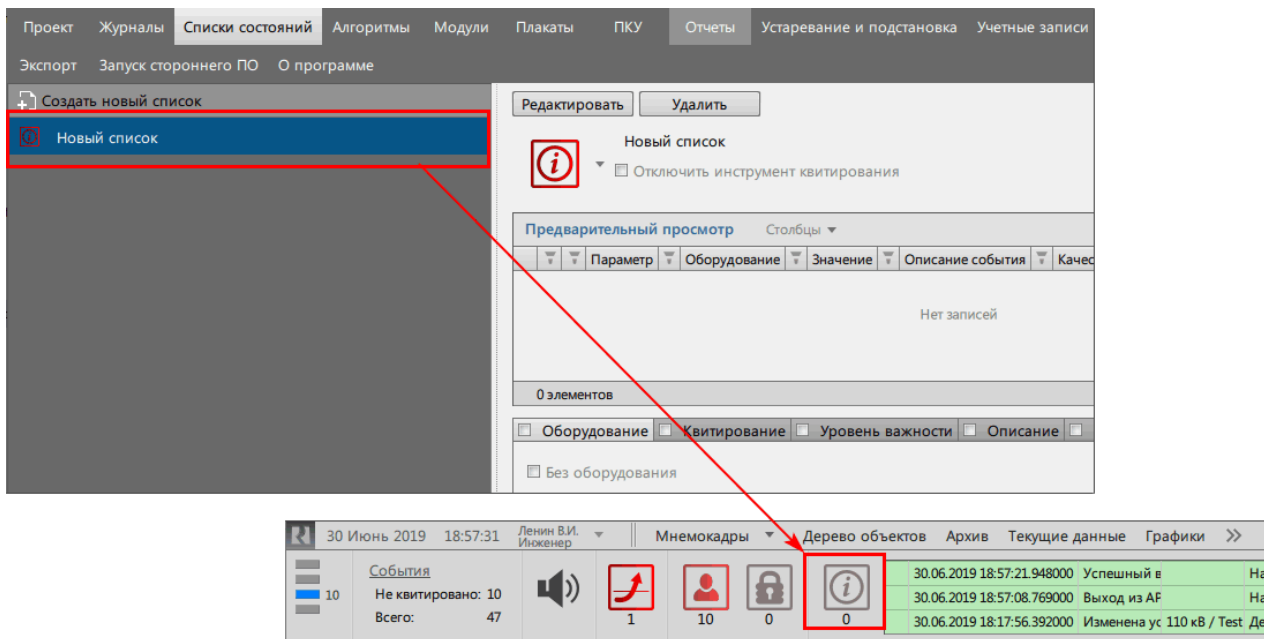 Проект Журналы Списки состояний Алгоритмы Модули Плакаты ПКУ Отчеты Устаревание и подстановка Учетные записи
Экспорт Запуск стороннего ПО О программе
Создать новый список
Новый список
Редактировать Удалить
Новый список
Отключить инструмент квитирования
Предварительный просмотр Столбцы
Параметр Оборудование Значение Описание события Качес
Нет записей
0 элементов
Оборудование Квитирование Уровень важности Описание
Без оборудования
30 Июнь 2019 18:57:31 Ленин В.И. Инженер Мнемокадры Дерево объектов Архив Текущие данные Графики
События
10 Не квитировано: 10
Всего: 47
1 10 0 0
30.06.2019 18:57:21.948000 Успешный в На
30.06.2019 18:57:08.769000 Выход из АР На
30.06.2019 18:17:56.392000 Изменена ус 110 кВ / Test Де